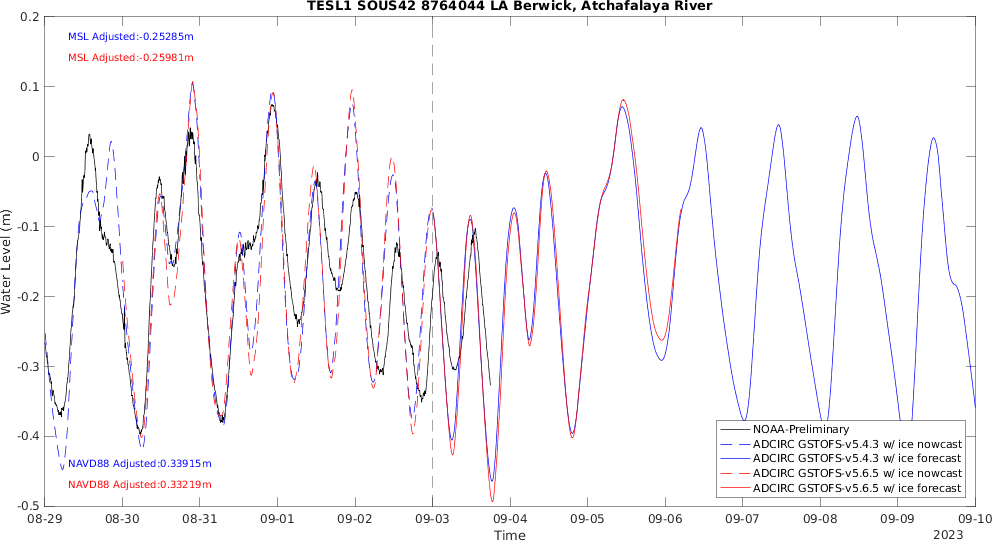 TESL1 SOUS42 8764044 LA Berwick, Atchafalaya River
MSL Adjusted:-0.25285m
MSL Adjusted:-0.25981m
NAVD88 Adjusted:0.33915m
NAVD88 Adjusted:0.33219m
Water Level (m)
0.2
0.1
0
-0.1
-0.2
-0.3
-0.4
-0.5
NOAA-Preliminary
ADCIRC GSTOFS-v5.4.3 w/ ice nowcast
ADCIRC GSTOFS-v5.4.3 w/ ice forecast
ADCIRC GSTOFS-v5.6.5 w/ ice nowcast
ADCIRC GSTOFS-v5.6.5 w/ ice forecast
08-29 08-30 08-31 09-01 09-02 09-03 09-04 09-05 09-06 09-07 09-08 09-09 09-10
Time
2023